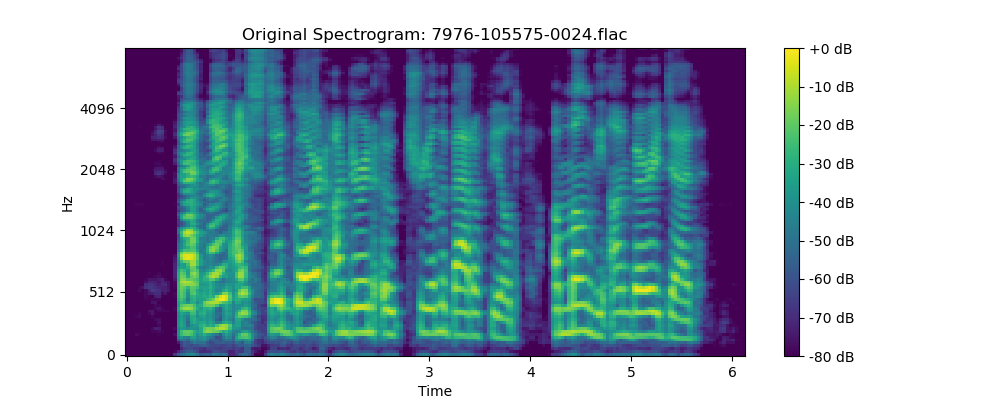 Original Spectrogram: 7976-105575-0024.flac
+0 dB
-10 dB
-20 dB
-30 dB
-40 dB
-50 dB
-60 dB
-70 dB
-80 dB
4096
2048
1024
512
0
Hz
0 1 2 3 4 5 6
Time